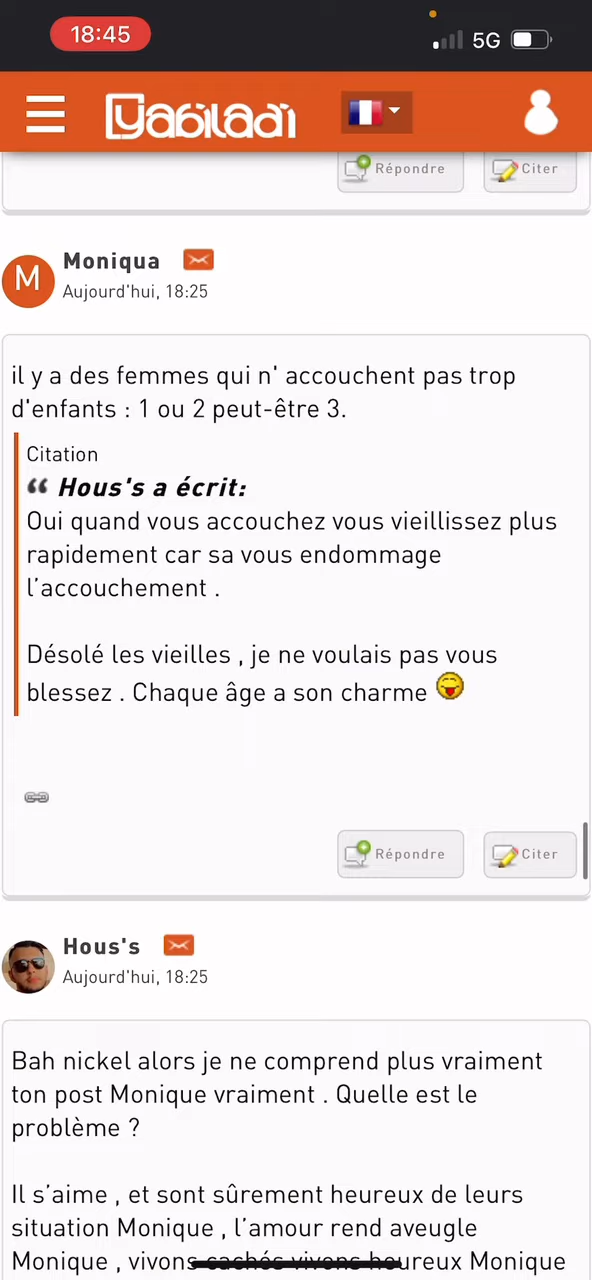 18:45
5G
Yabiladi
Répondre
Citer
M
Moniqua
Aujourd'hui, 18:25
il y a des femmes qui n' accouchent pas trop
d'enfants : 1 ou 2 peut-être 3.
Citation
“ Hous's a écrit:
Oui quand vous accouchez vous vieillissez plus
rapidement car sa vous endommage
l’accouchement .
Désolé les vieilles , je ne voulais pas vous
blessez . Chaque âge a son charme
Répondre
Citer
Hous's
Aujourd'hui, 18:25
Bah nickel alors je ne comprend plus vraiment
ton post Monique vraiment . Quelle est le
problème ?
Il s’aime , et sont sûrement heureux de leurs
situation Monique , l’amour rend aveugle
Monique , vivons cachés vivons heureux Monique